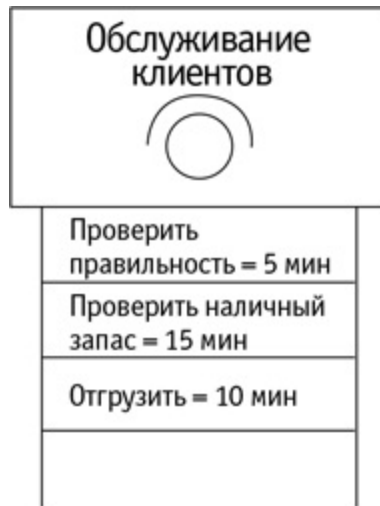 Обслуживание
клиентов
Проверить
правильность = 5 мин
Проверить наличный
запас = 15 мин
Отгрузить = 10 мин